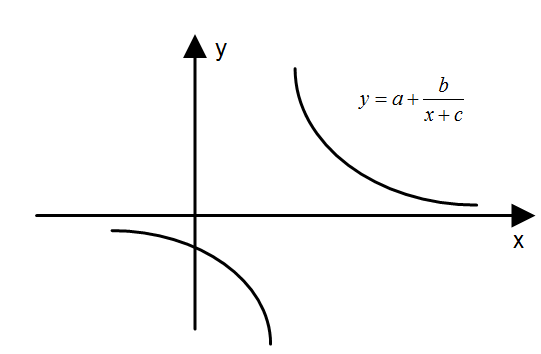 y
y = a + b/(x + c)
x